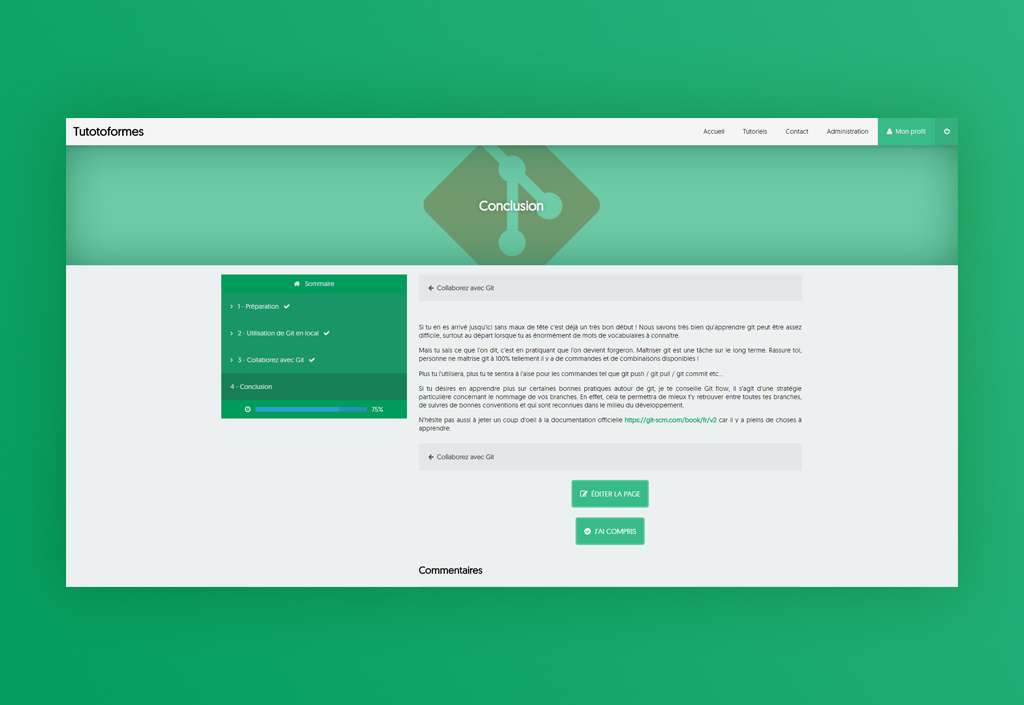 Tutotoformes
Accueil Tutoriels Contact Administration Mon profil
Conclusion
Sommaire
1 - Préparation
2 - Utilisation de Git en local
3 - Collaborez avec Git
4 - Conclusion
75%
Collaborez avec Git
Si tu en es arrivé jusqu'ici sans maux de tête c'est déjà un très bon début ! Nous savons très bien qu'apprendre git peut être assez
difficile, surtout au départ lorsque tu as énormément de mots de vocabulaires à connaître.
Mais tu sais ce que l'on dit, c'est en pratiquant que l'on devient forgeron. Maîtriser git est une tâche sur le long terme. Rassure toi,
personne ne maîtrise git à 100% tellement il y a de commandes et de combinaisons disponibles !
Plus tu l'utilisera, plus tu te sentira à l'aise pour les commandes tel que git push / git pull / git commit etc...
Si tu désires en apprendre plus sur certaines bonnes pratiques autour de git, je te conseille Git flow, il s'agit d'une stratégie
particulière concernant le nommage de vos branches. En effet, cela te permettra de mieux t'y retrouver entre toutes tes branches,
de suivres de bonnes conventions et qui sont reconnues dans le milieu du développement.
N'hésite pas aussi à jeter un coup d'oeil à la documentation officielle https://git-scm.com/book/fr/v2 car il y a pleins de choses à
apprendre.
Collaborez avec Git
ÉDITER LA PAGE
J'AI COMPRIS
Commentaires